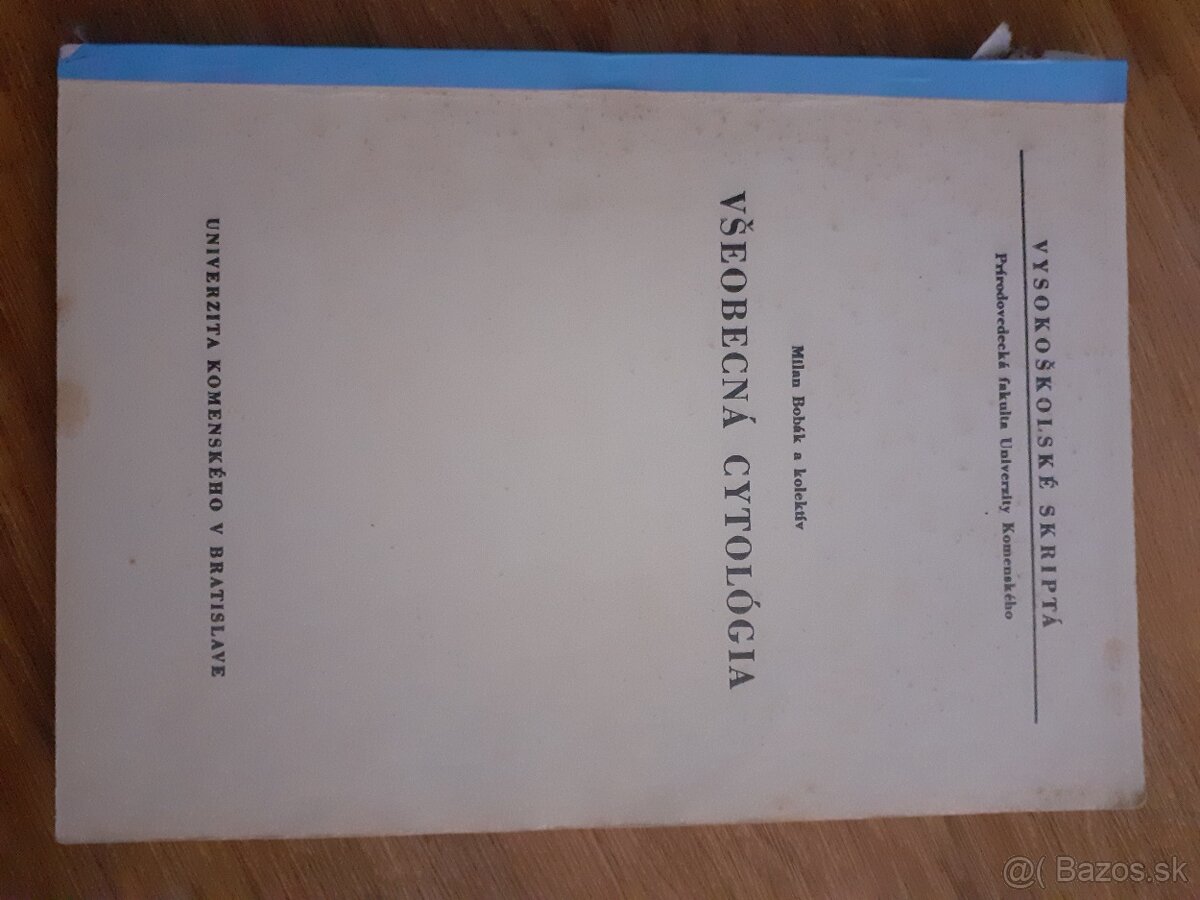 VYSOKOŠKOLSKÉ SKRIPTÁ
Prírodovedecká fakulta Univerzity Komenského
Milan Bobák a kolektív
VŠEOBECNÁ CYTOLÓGIA
UNIVERZITA KOMENSKÉHO V BRATISLAVE
@( Bazos.sk